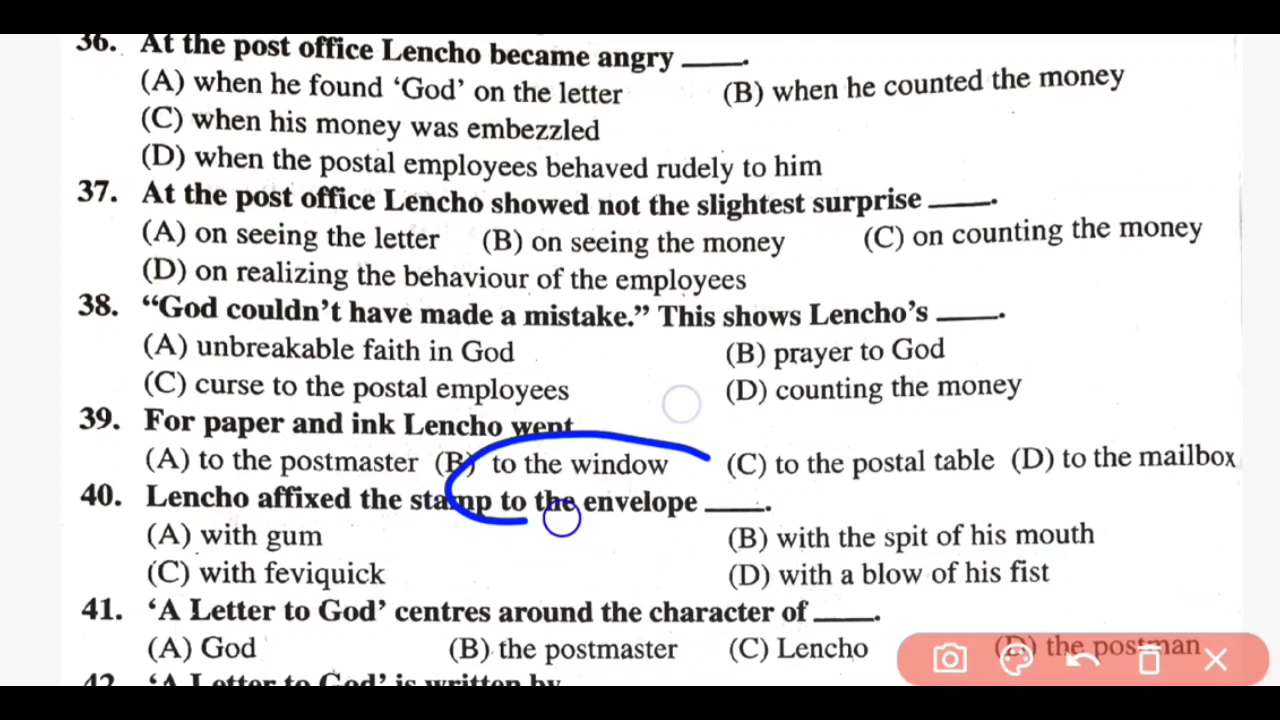 36. At the post office Lencho became angry ____.
(A) when he found ‘God’ on the letter (B) when he counted the money
(C) when his money was embezzled
(D) when the postal employees behaved rudely to him
37. At the post office Lencho showed not the slightest surprise ____.
(A) on seeing the letter (B) on seeing the money (C) on counting the money
(D) on realizing the behaviour of the employees
38. “God couldn’t have made a mistake.” This shows Lencho’s ____.
(A) unbreakable faith in God (B) prayer to God
(C) curse to the postal employees (D) counting the money
39. For paper and ink Lencho went
(A) to the postmaster (B) to the window (C) to the postal table (D) to the mailbox
40. Lencho affixed the stamp to the envelope ____.
(A) with gum (B) with the spit of his mouth
(C) with feviquick (D) with a blow of his fist
41. ‘A Letter to God’ centres around the character of ____.
(A) God (B) the postmaster (C) Lencho (D) the postman
42. ‘A Letter to God’ is written by